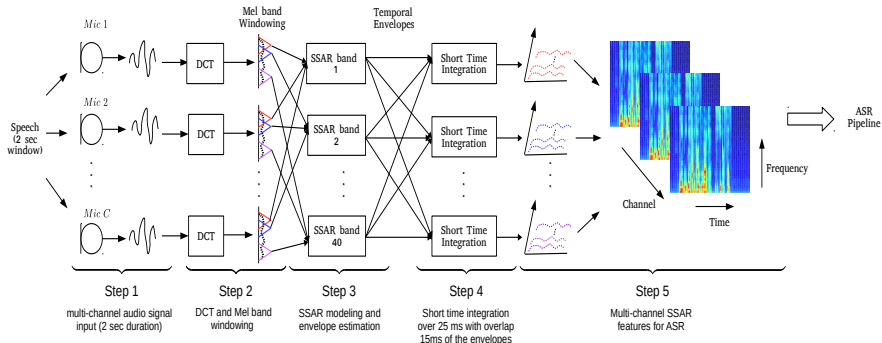 Mel band
Windowing
Temporal
Envelopes
Mic 1
DCT
SSAR band
1
Short Time
Integration
Speech
(2 sec
window)
Mic 2
DCT
SSAR band
2
Short Time
Integration
ASR
Pipeline
Frequency
Channel
Time
Mic C
DCT
SSAR band
40
Short Time
Integration
Step 1
multi-channel audio signal
input (2 sec duration)
Step 2
DCT and Mel band
windowing
Step 3
SSAR modeling and
envelope estimation
Step 4
Short time integration
over 25 ms with overlap
15ms of the envelopes
Step 5
Multi-channel SSAR
features for ASR